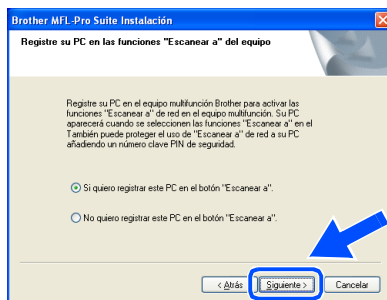 Brother MFL-Pro Suite Instalación
Registre su PC en las funciones "Escanear a" del equipo
Registre su PC en el equipo multifunción Brother para activar las
funciones "Escanear a" de red en el equipo multifunción. Su PC
aparecerá cuando se seleccionen las funciones "Escanear a" en el
También puede proteger el uso de "Escanear a" de red a su PC
añadiendo un número clave PIN de seguridad.
Si quiero registrar este PC en el botón "Escanear a".
No quiero registrar este PC en el botón "Escanear a".
< Atrás Siguiente > Cancelar